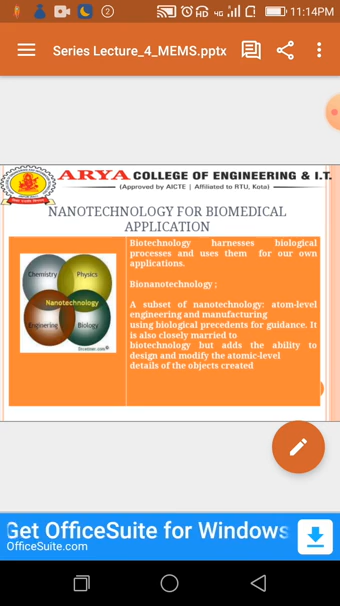 2
HD
4G
11:14PM
Series Lecture_4_MEMS.pptx
ARYA COLLEGE OF ENGINEERING & I.T.
(Approved by AICTE | Affiliated to RTU, Kota)
NANOTECHNOLOGY FOR BIOMEDICAL
APPLICATION
Chemistry
Physics
Nanotechnology
Engineering
Biology
Biotechnology harnesses biological
processes and uses them for our own
applications.
Bionanotechnology ;
A subset of nanotechnology: atom-level
engineering and manufacturing
using biological precedents for guidance. It
is also closely married to
biotechnology but adds the ability to
design and modify the atomic-level
details of the objects created
Get OfficeSuite for Windows
OfficeSuite.com